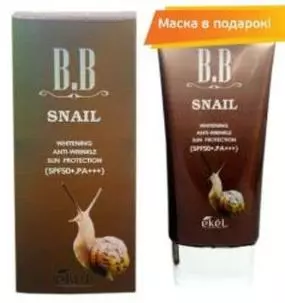 Маска в подарок!
B.B
SNAIL
WHITENING
ANTI-WRINKLE
SUN PROTECTION
(SPF50+,PA+++)
B.B
SNAIL
WHITENING
ANTI-WRINKLE
SUN PROTECTION
(SPF50+,PA+++)
ekel